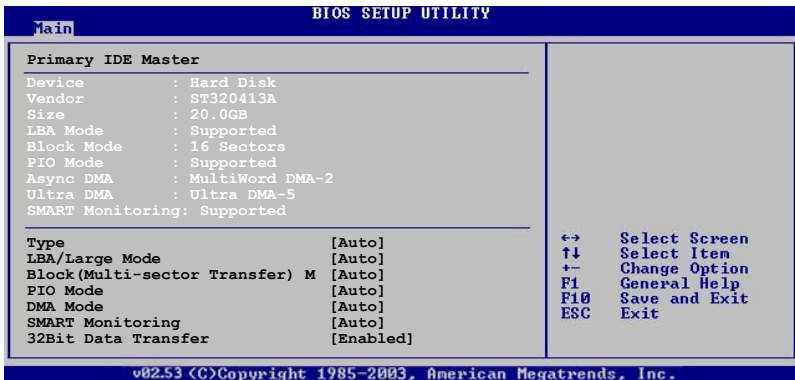 BIOS SETUP UTILITY
Main
Primary IDE Master
Device : Hard Disk
Vendor : ST320413A
Size : 20.0GB
LBA Mode : Supported
Block Mode : 16 Sectors
PIO Mode : Supported
Async DMA : MultiWord DMA-2
Ultra DMA : Ultra DMA-5
SMART Monitoring: Supported
Type [Auto]
LBA/Large Mode [Auto]
Block(Multi-sector Transfer) M [Auto]
PIO Mode [Auto]
DMA Mode [Auto]
SMART Monitoring [Auto]
32Bit Data Transfer [Enabled]
←→ Select Screen
↑↓ Select Item
+- Change Option
F1 General Help
F10 Save and Exit
ESC Exit
v02.53 (C)Copyright 1985-2003, American Megatrends, Inc.